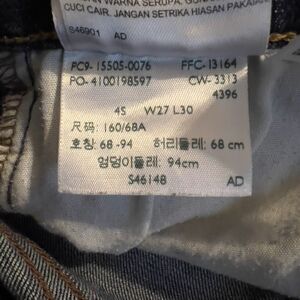 WARNA SERUPA.
CUCI CAIR. JANGAN SETRIKA HIASAN PAKAIAN
S46901 AD
PC9-15505-0076 FFC-13164
PO-4100198597 CW-3313
4396
4S W27 L30
尺码: 160/68A
호칭: 68-94 허리둘레: 68 cm
엉덩이둘레: 94cm
S46148 AD